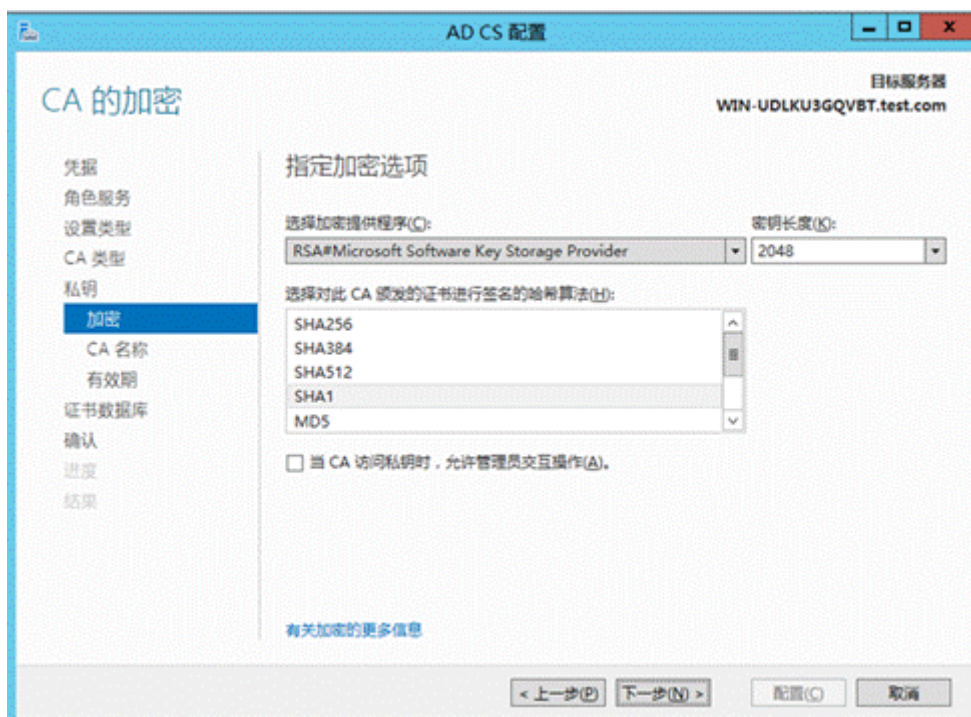 AD CS 配置
CA 的加密
目标服务器
WIN-UDLKU3GQVBT.test.com
凭据
角色服务
设置类型
CA 类型
私钥
加密
CA 名称
有效期
证书数据库
确认
进度
结果
指定加密选项
选择加密提供程序(C):
密钥长度(K):
RSA#Microsoft Software Key Storage Provider
2048
选择对此 CA 颁发的证书进行签名的哈希算法(H):
SHA256
SHA384
SHA512
SHA1
MD5
当 CA 访问私钥时，允许管理员交互操作(A)。
有关加密的更多信息
< 上一步(P)
下一步(N) >
配置(C)
取消